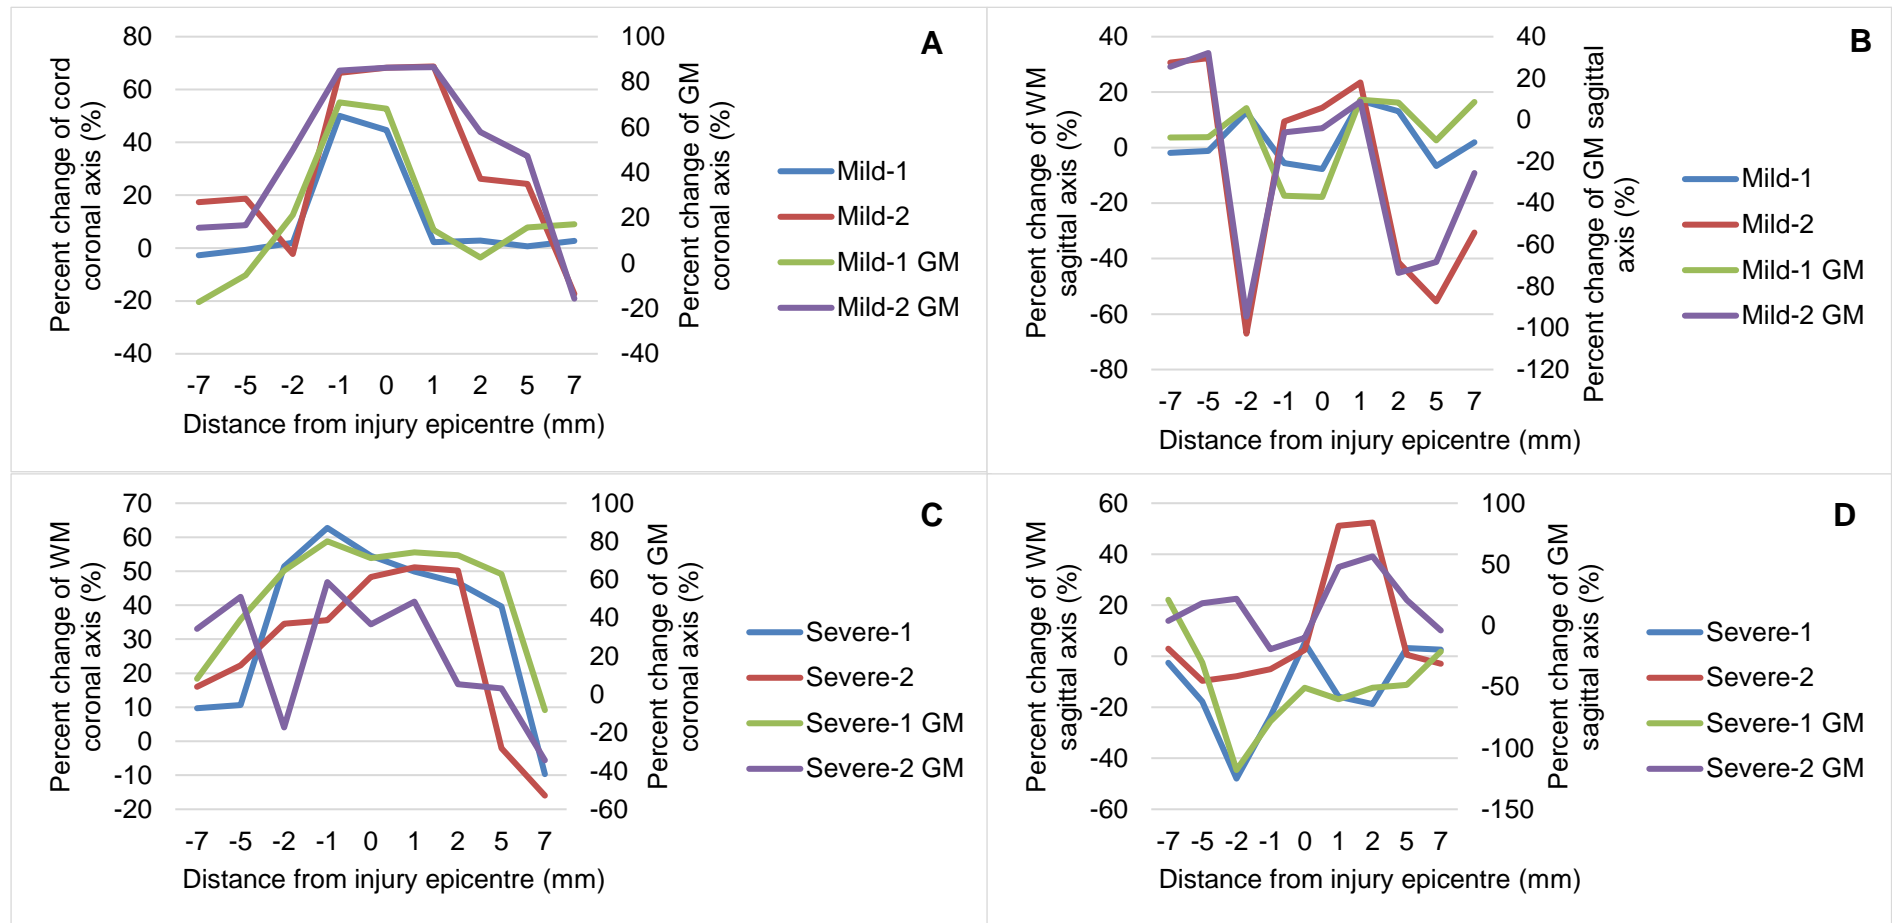 A
Percent change of cord
coronal axis (%)
80
60
40
20
0
-20
-40
100
80
60
40
20
0
-20
-40
Percent change of GM
coronal axis (%)
-7 -5 -2 -1 0 1 2 5 7
Distance from injury epicentre (mm)
Mild-1
Mild-2
Mild-1 GM
Mild-2 GM
B
Percent change of WM
sagittal axis (%)
40
20
0
-20
-40
-60
-80
40
20
0
-20
-40
-60
-80
-100
-120
Percent change of GM sagittal
axis (%)
-7 -5 -2 -1 0 1 2 5 7
Distance from injury epicentre (mm)
Mild-1
Mild-2
Mild-1 GM
Mild-2 GM
C
Percent change of WM
coronal axis (%)
70
60
50
40
30
20
10
0
-10
-20
100
80
60
40
20
0
-20
-40
-60
Percent change of GM
coronal axis (%)
-7 -5 -2 -1 0 1 2 5 7
Distance from injury epicentre (mm)
Severe-1
Severe-2
Severe-1 GM
Severe-2 GM
D
Percent change of WM
sagittal axis (%)
60
40
20
0
-20
-40
-60
100
50
0
-50
-100
-150
Percent change of GM
sagittal axis (%)
-7 -5 -2 -1 0 1 2 5 7
Distance from injury epicentre (mm)
Severe-1
Severe-2
Severe-1 GM
Severe-2 GM